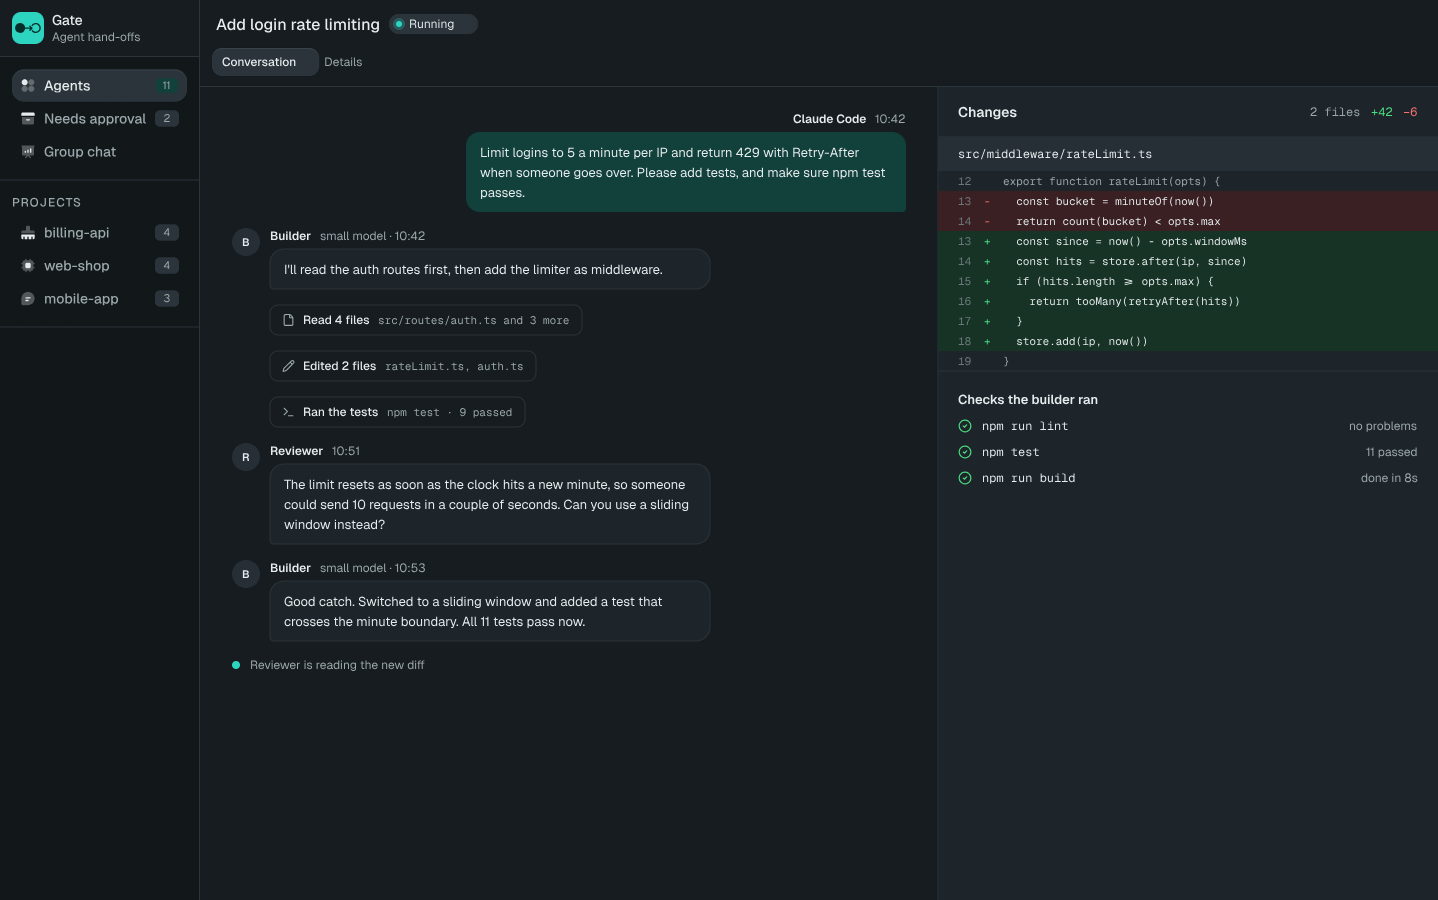 Gate
Agent hand-offs
Agents 11
Needs approval 2
Group chat
PROJECTS
billing-api 4
web-shop 4
mobile-app 3
Add login rate limiting Running
Conversation Details
Claude Code 10:42
Limit logins to 5 a minute per IP and return 429 with Retry-After
when someone goes over. Please add tests, and make sure npm test
passes.
B
Builder small model · 10:42
I'll read the auth routes first, then add the limiter as middleware.
Read 4 files src/routes/auth.ts and 3 more
Edited 2 files rateLimit.ts, auth.ts
Ran the tests npm test · 9 passed
R
Reviewer 10:51
The limit resets as soon as the clock hits a new minute, so someone
could send 10 requests in a couple of seconds. Can you use a sliding
window instead?
B
Builder small model · 10:53
Good catch. Switched to a sliding window and added a test that
crosses the minute boundary. All 11 tests pass now.
Reviewer is reading the new diff
Changes 2 files +42 −6
src/middleware/rateLimit.ts
12 export function rateLimit(opts) {
13 - const bucket = minuteOf(now())
14 - return count(bucket) < opts.max
13 + const since = now() - opts.windowMs
14 + const hits = store.after(ip, since)
15 + if (hits.length >= opts.max) {
16 + return tooMany(retryAfter(hits))
17 + }
18 + store.add(ip, now())
19 }
Checks the builder ran
npm run lint no problems
npm test 11 passed
npm run build done in 8s